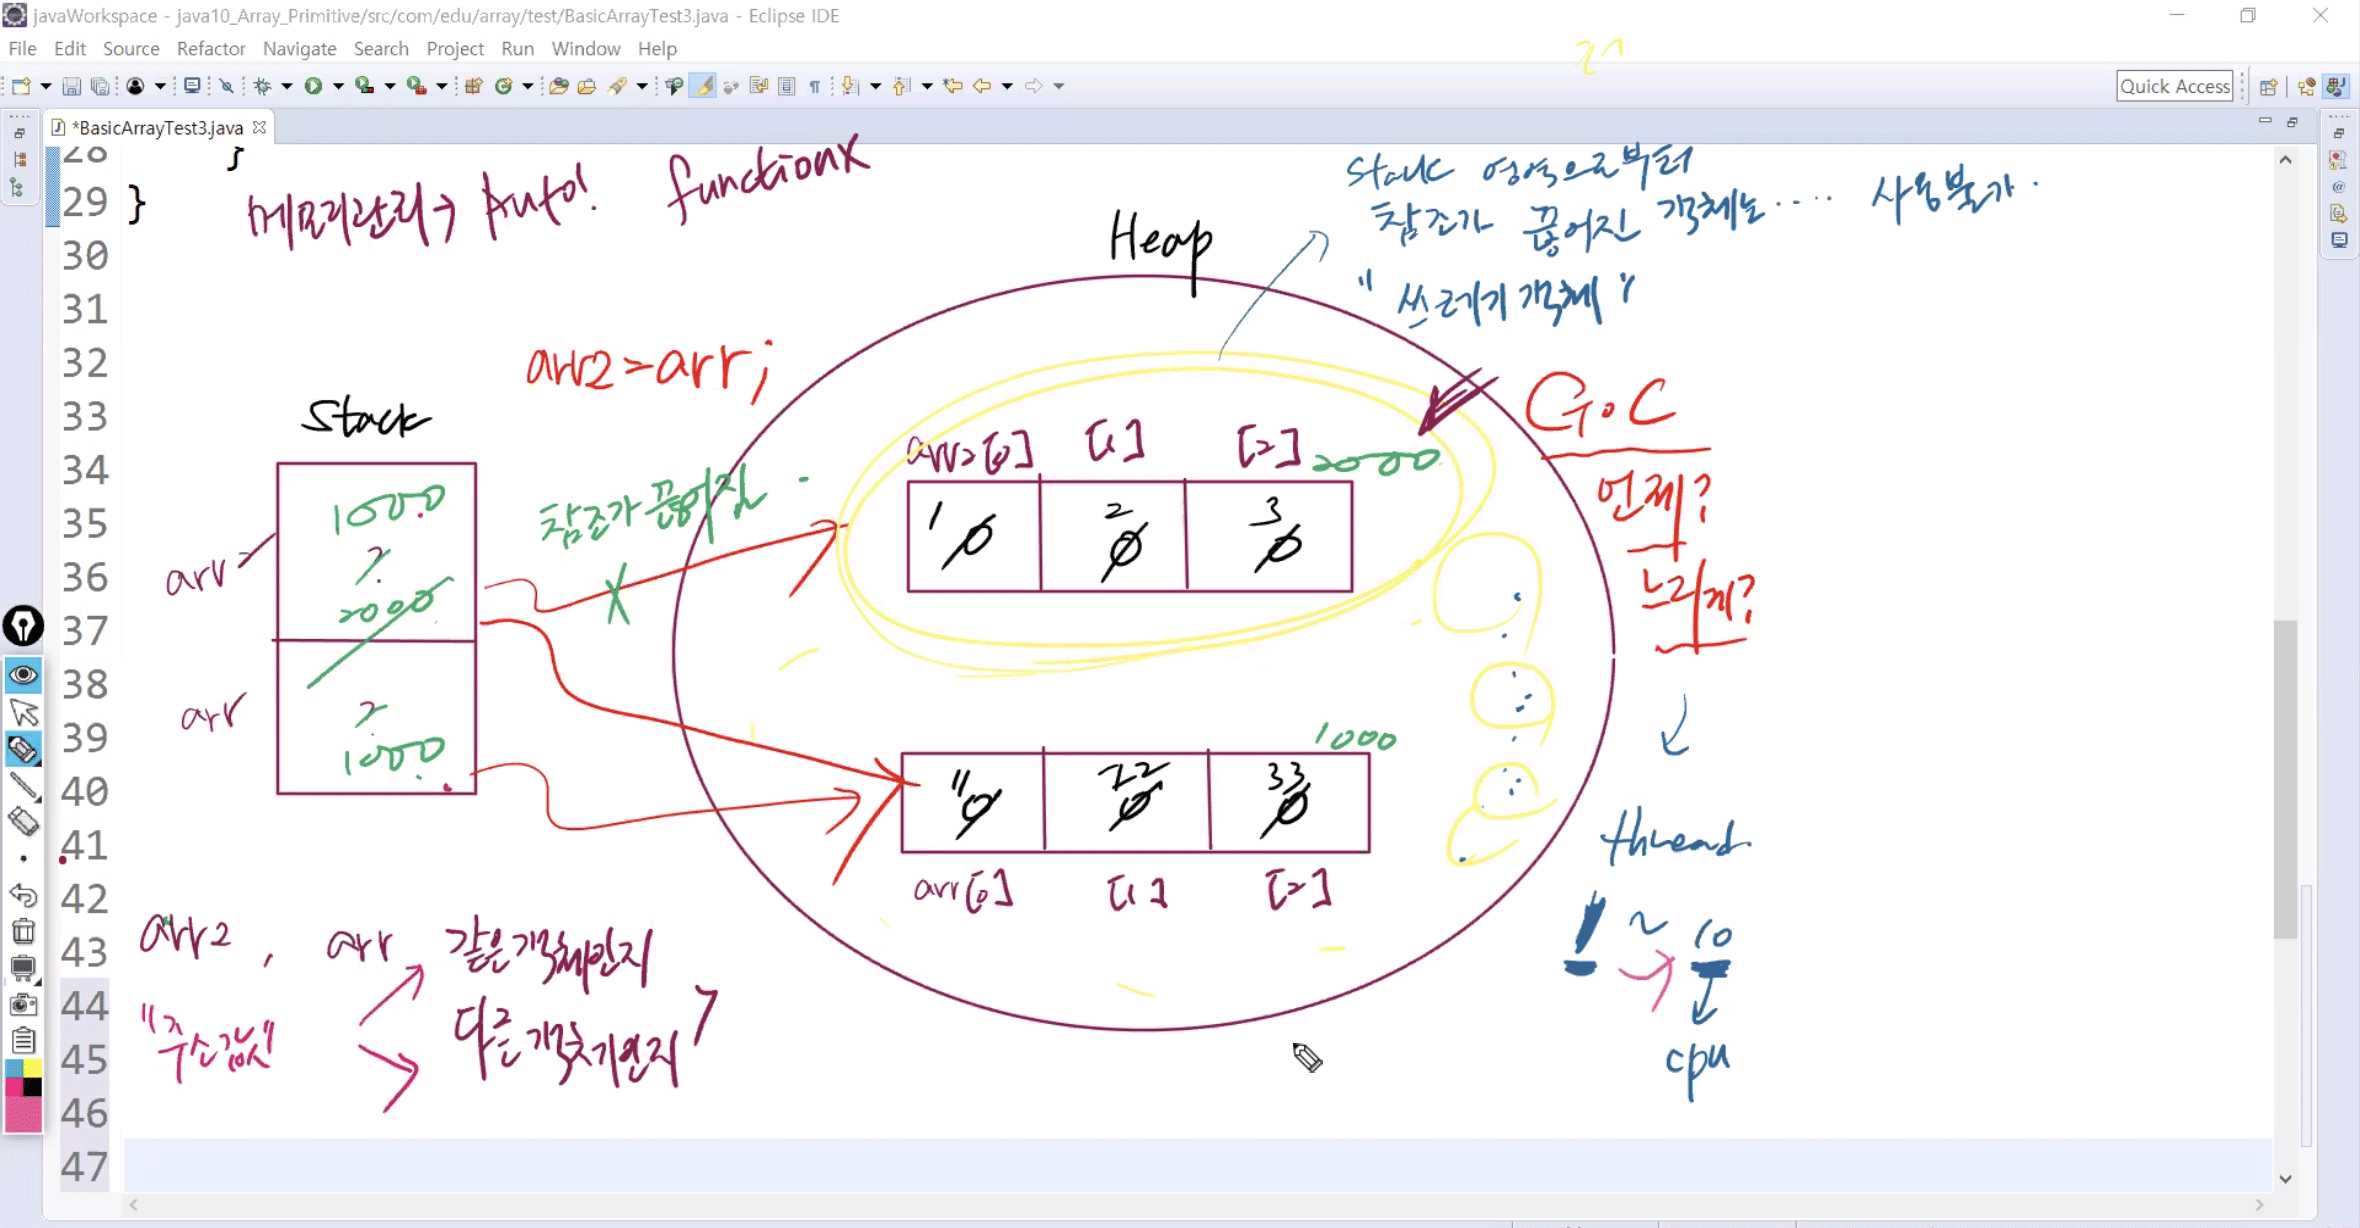 javaWorkspace - java10_Array_Primitive/src/com/edu/array/test/BasicArrayTest3.java - Eclipse IDE
File Edit Source Refactor Navigate Search Project Run Window Help
Quick Access
*BasicArrayTest3.java
28 }
29 }
30
31
32
33
34
35
36
37
38
39
40
41
42
43
44
45
46
47
메모리관리→ Auto! functionX
Heap
Stack 영역으로부터
참조가 끊어진 객체는.... 사용불가.
"쓰레기 객체"
arr2=arr;
Stack
1000
?
2000
arr
?
1000
arr
참조가 끊어짐.
X
arr2[0] [1] [2] 2000
1 0 2 0 3 0
G.C
언제?
느리게?
1000
11 0 22 0 33 0
arr[0] [1] [2]
thread.
1 ~ 10
cpu
arr2, arr 같은 객체인지
다른 객체인지?
"주소값"